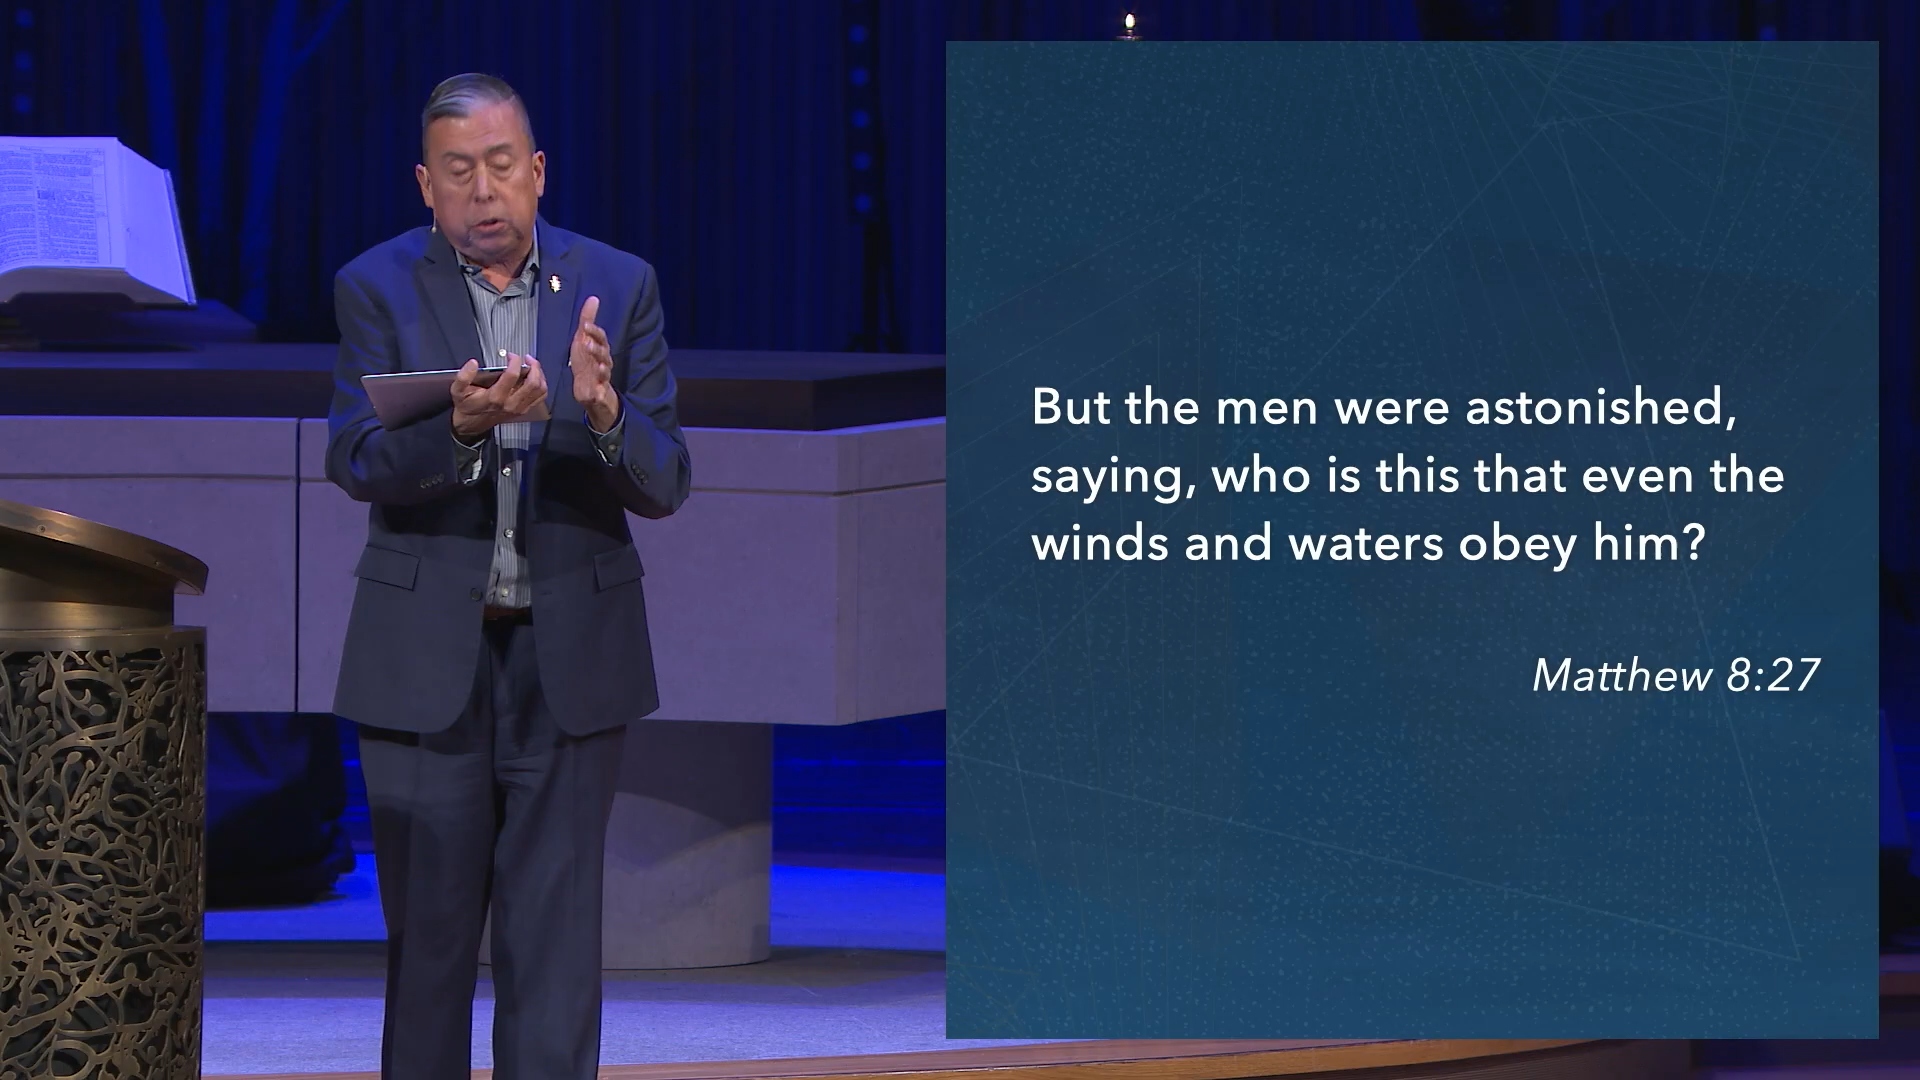 But the men were astonished,
saying, who is this that even the
winds and waters obey him?
Matthew 8:27